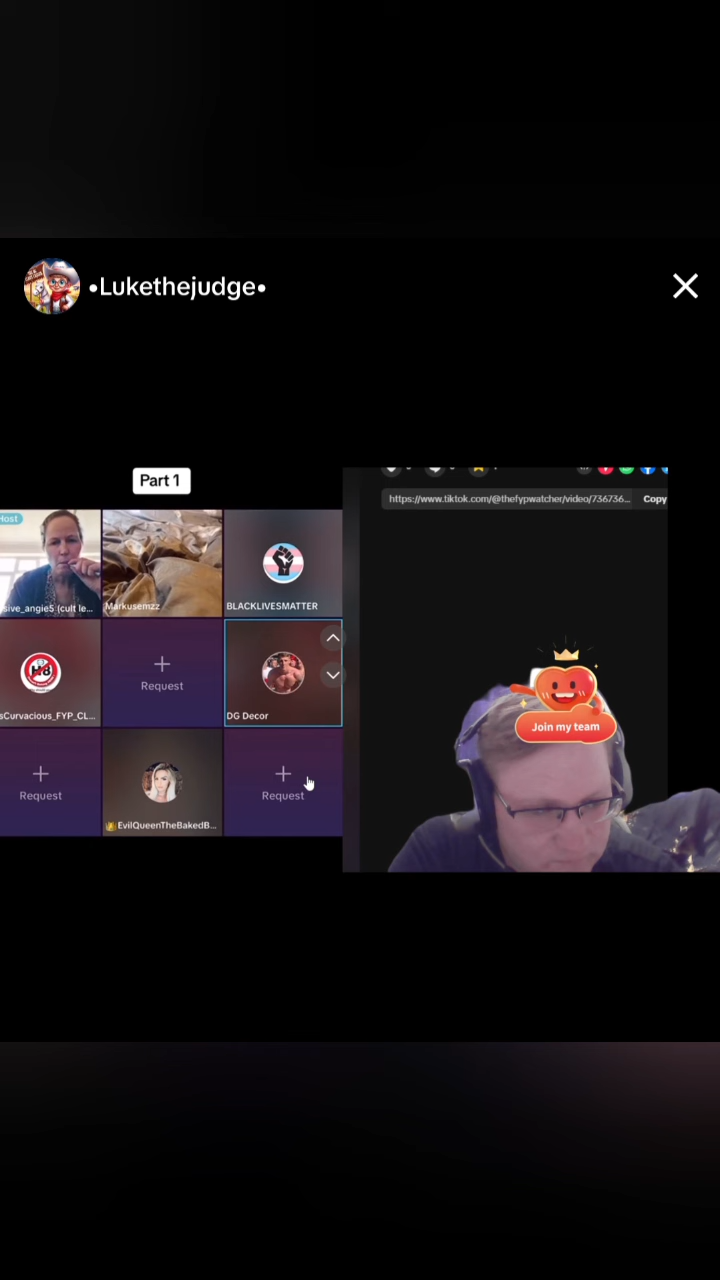 •Lukethejudge•
Part 1
Host
sive_angie5 (cult le...
Markusemzz
BLACKLIVESMATTER
H8
sCurvacious_FYP_CL...
Request
DG Decor
Request
EvilQueenTheBakedB...
Request
https://www.tiktok.com/@thefypwatcher/video/736736...
Copy
Join my team